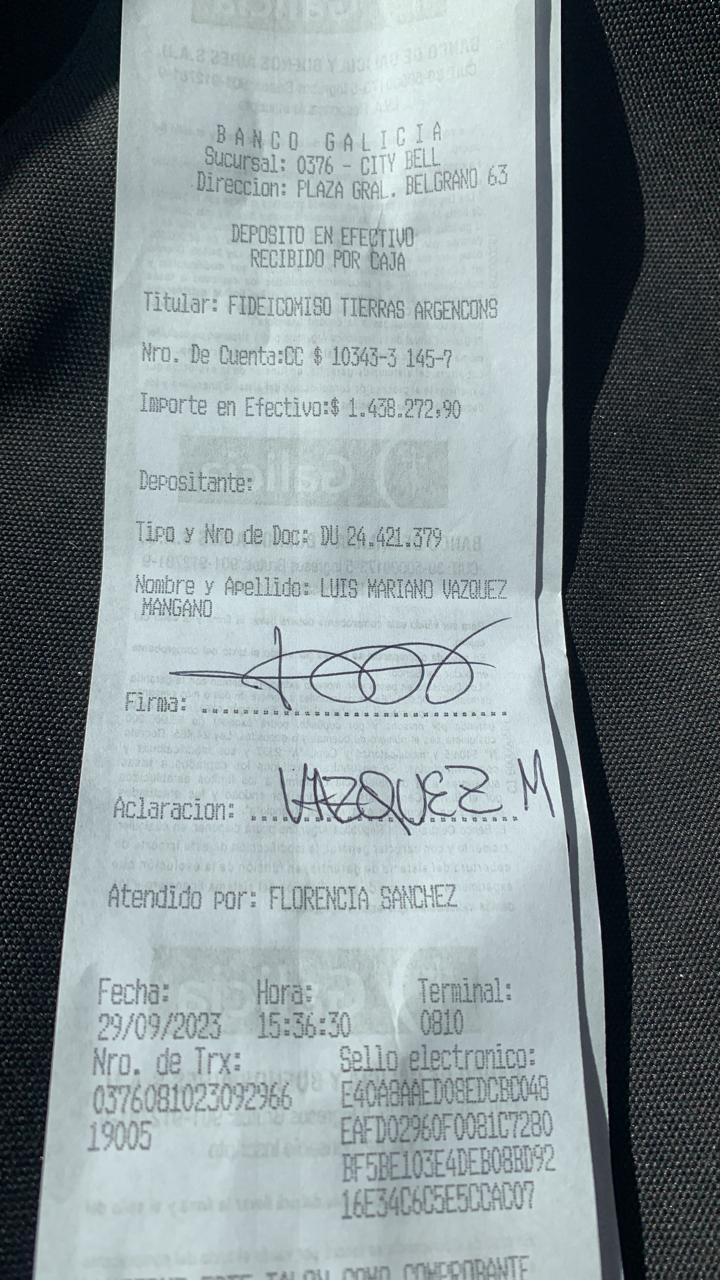 BANCO GALICIA
Sucursal: 0376 - CITY BELL
Direccion: PLAZA GRAL. BELGRANO 63
DEPOSITO EN EFECTIVO
RECIBIDO POR CAJA
Titular: FIDEICOMISO TIERRAS ARGENCONS
Nro. De Cuenta:CC $ 10343-3 145-7
Importe en Efectivo:$ 1.438.272,90
Depositante:
Tipo y Nro de Doc: DU 24.421.379
Nombre y Apellido: LUIS MARIANO VAZQUEZ
MANGANO
Firma:
Aclaracion: VAZQUEZ M
Atendido por: FLORENCIA SANCHEZ
Fecha: Hora: Terminal:
29/09/2023 15:36:30 0810
Nro. de Trx: Sello electronico:
0376081023092966 E40A8AAED08EDCBC048
19005 EAFD02960F0081C7280
BF5BE103E4DEB08BD92
16E34C6C5E5CCAC07
ESTE TALON COMO COMPROBANTE